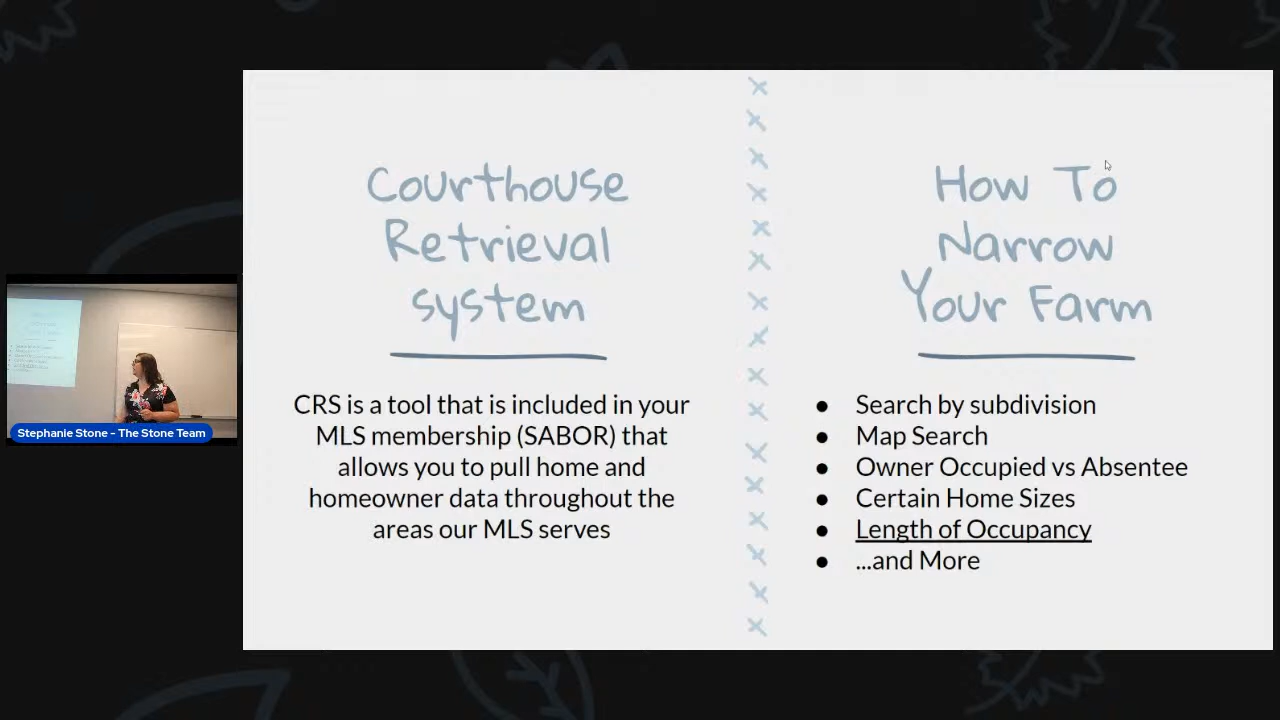 Courthouse
Retrieval
system
CRS is a tool that is included in your
MLS membership (SABOR) that
allows you to pull home and
homeowner data throughout the
areas our MLS serves
How To
Narrow
Your Farm
● Search by subdivision
● Map Search
● Owner Occupied vs Absentee
● Certain Home Sizes
● Length of Occupancy
● ...and More
Stephanie Stone - The Stone Team